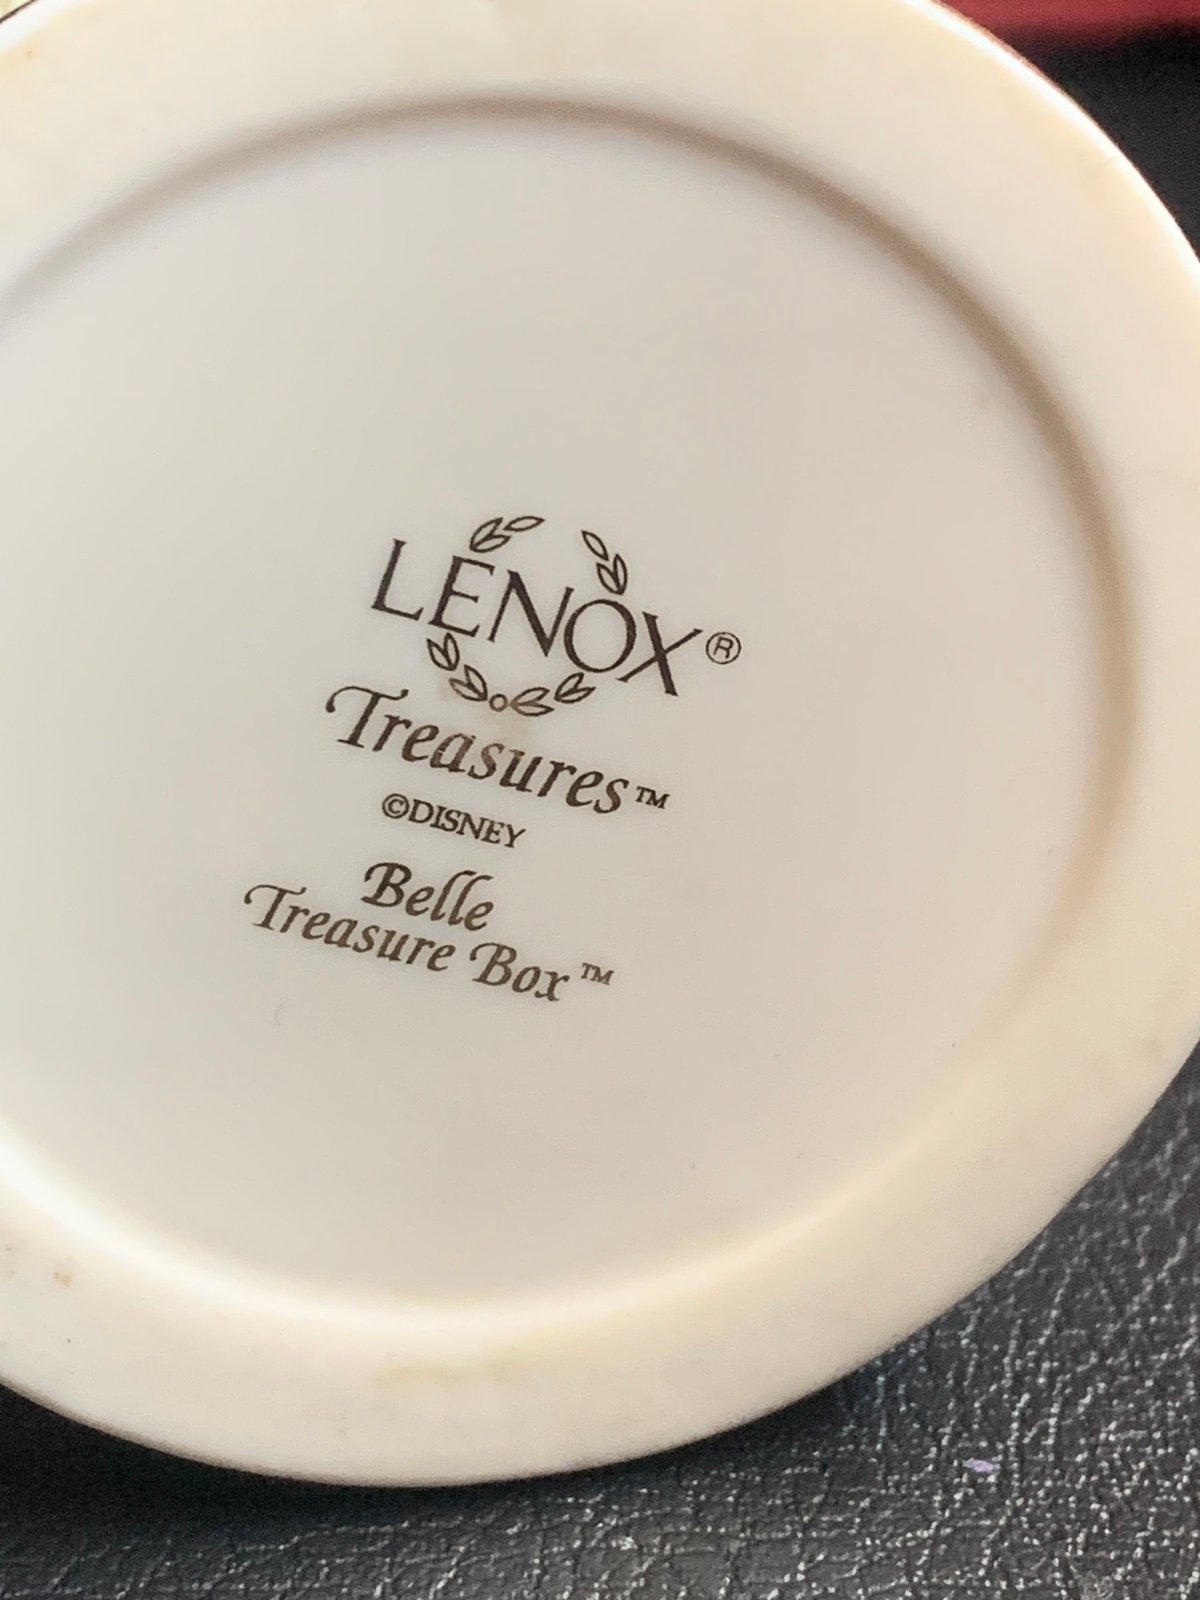 LENOX®
Treasures™
©DISNEY
Belle
Treasure Box™